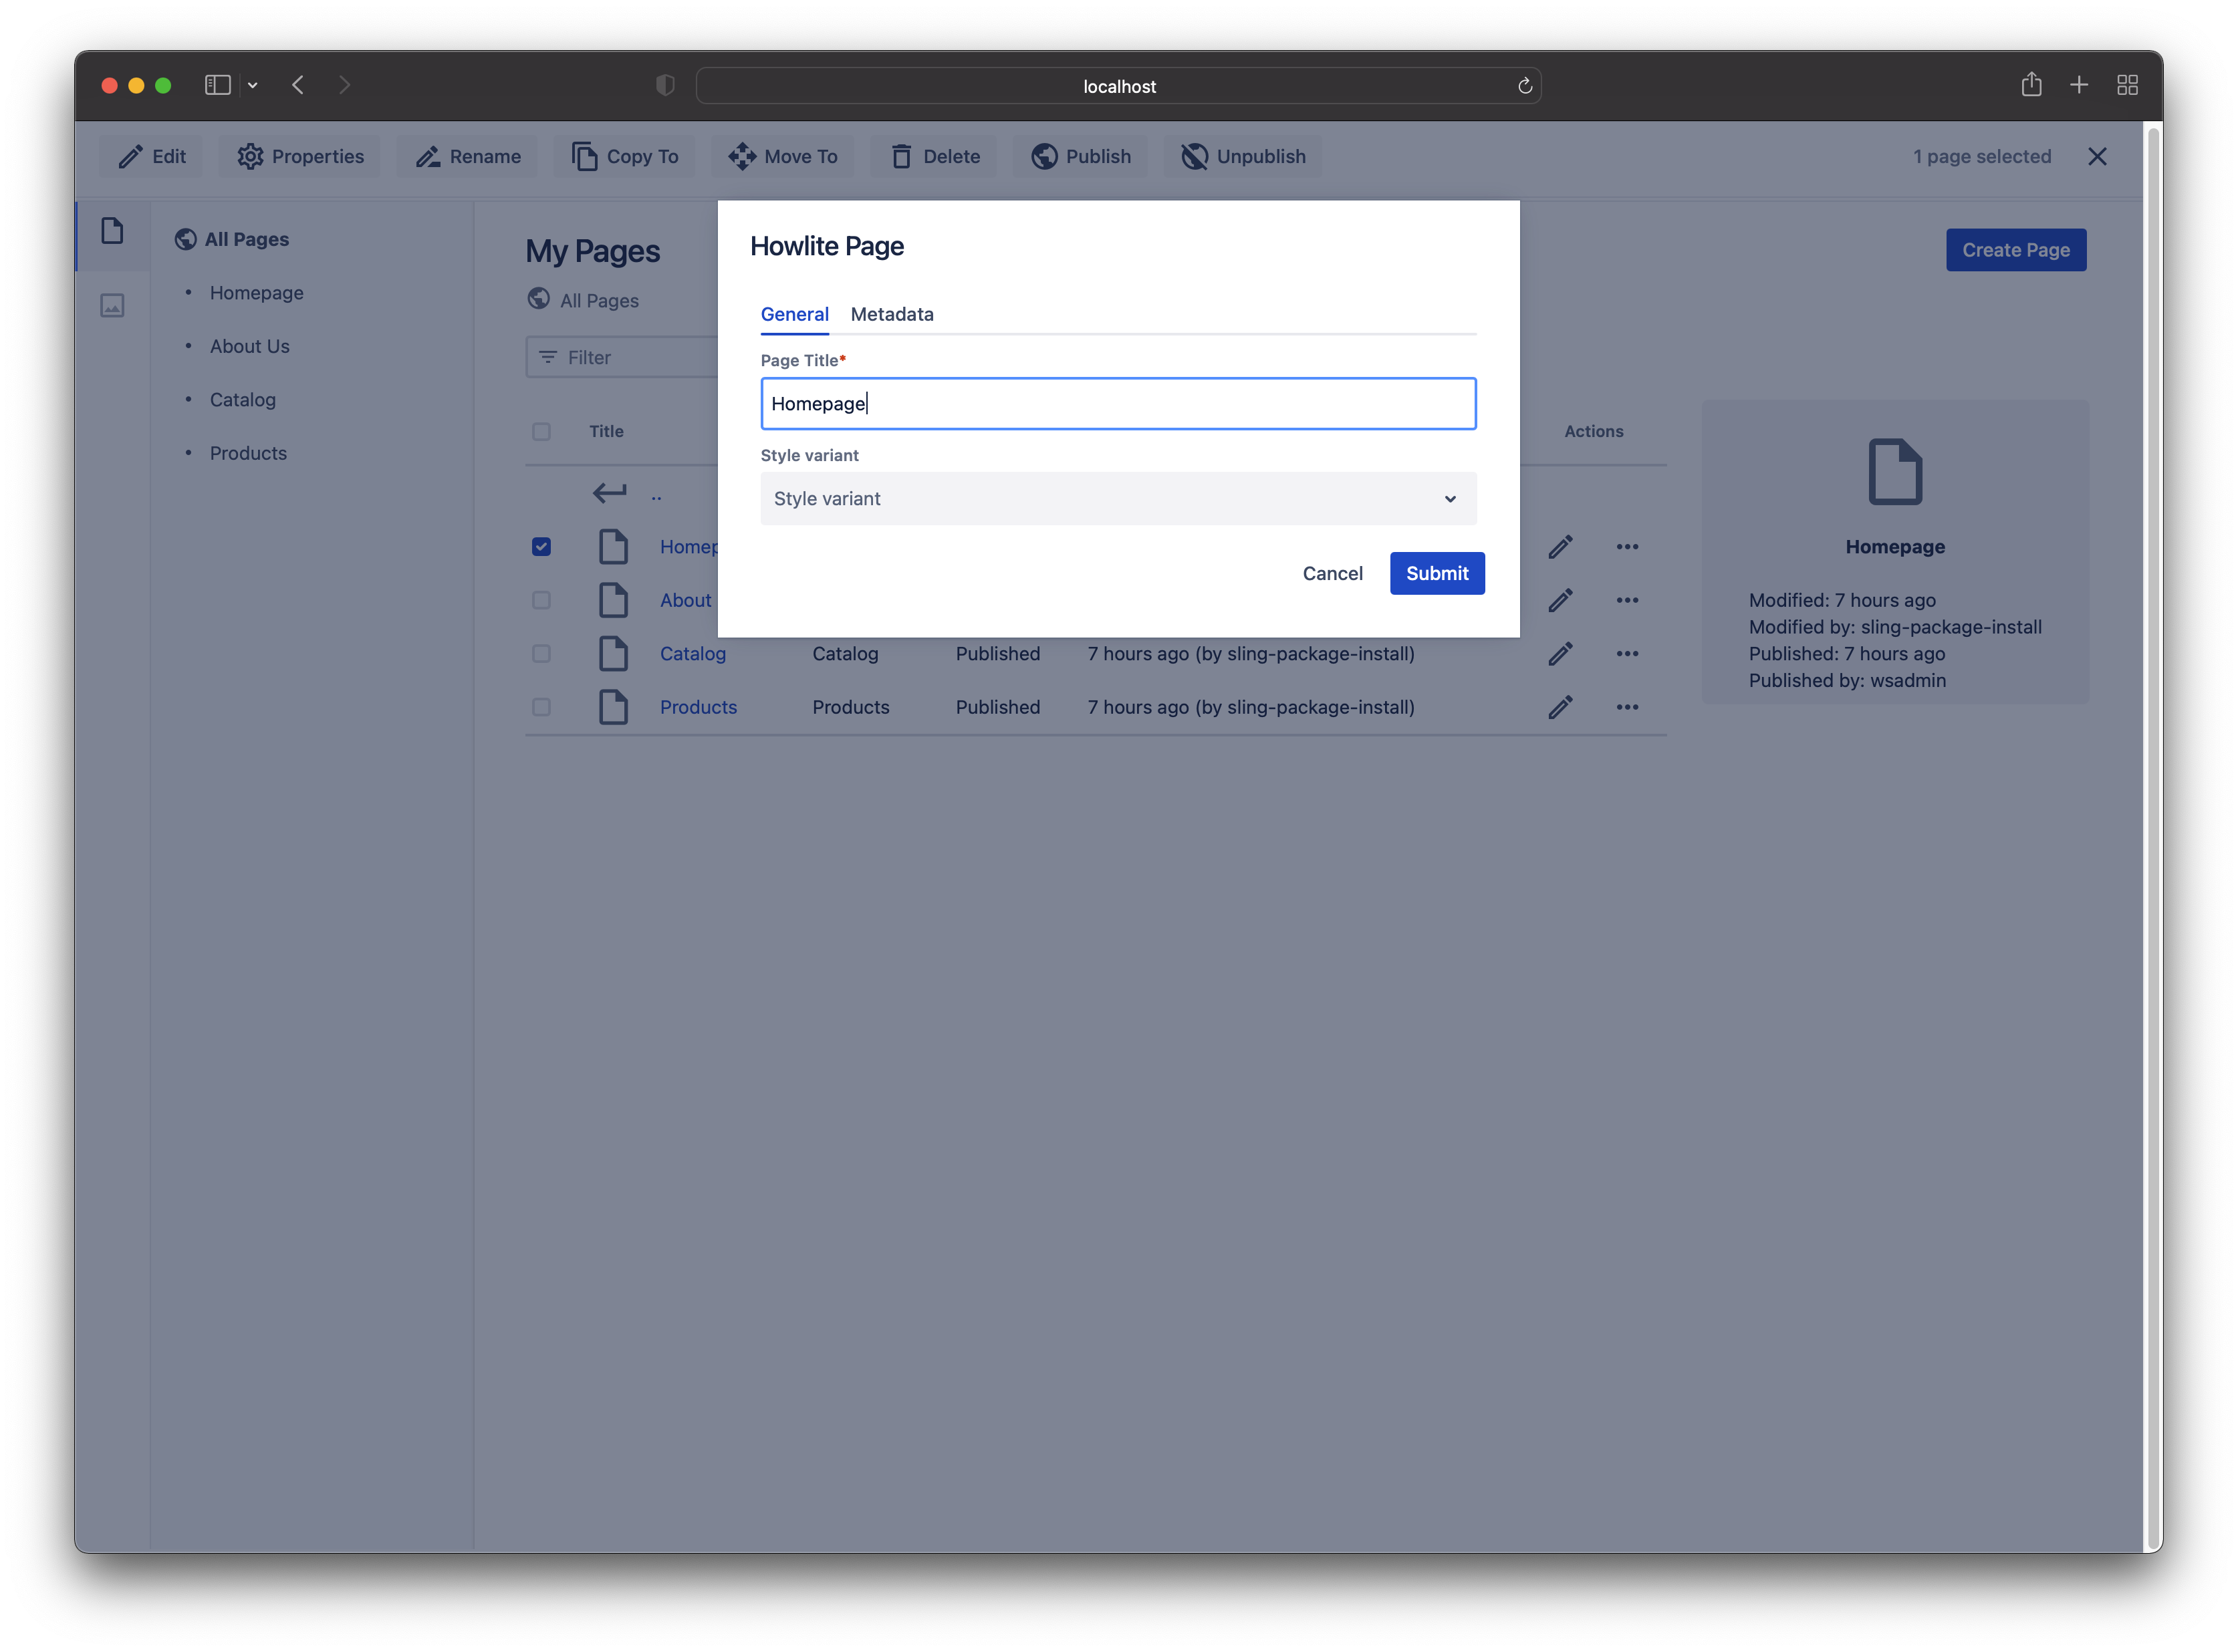 localhost
Edit Properties Rename Copy To Move To Delete Publish Unpublish 1 page selected
All Pages
Homepage
About Us
Catalog
Products
My Pages
All Pages
Create Page
Filter
Title Actions
..
Homep
About
Catalog Catalog Published 7 hours ago (by sling-package-install)
Products Products Published 7 hours ago (by sling-package-install)
Howlite Page
General Metadata
Page Title*
Homepage
Style variant
Style variant
Cancel Submit
Homepage
Modified: 7 hours ago
Modified by: sling-package-install
Published: 7 hours ago
Published by: wsadmin